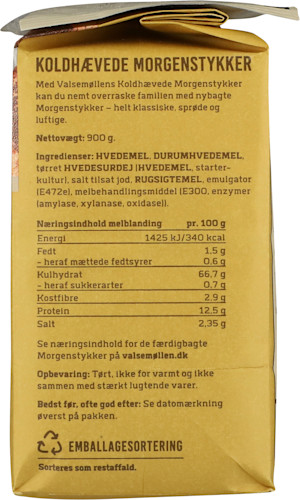 KOLDHÆVEDE MORGENSTYKKER
Med Valsemøllens Koldhævede Morgenstykker
kan du nemt overraske familien med nybagte
Morgenstykker – helt klassiske, sprøde og
luftige.
Nettovægt: 900 g.
Ingredienser: HVEDEMEL, DURUMHVEDEMEL,
tørret HVEDESURDEJ (HVEDEMEL, starter-
kultur), salt tilsat jod, RUGSIGTEMEL, emulgator
(E472e), melbehandlingsmiddel (E300, enzymer
(amylase, xylanase, oxidase)).
Næringsindhold melblanding pr. 100 g
Energi 1425 kJ/340 kcal
Fedt 1,5 g
– heraf mættede fedtsyrer 0,6 g
Kulhydrat 66,7 g
– heraf sukkerarter 0,7 g
Kostfibre 2,9 g
Protein 12,5 g
Salt 2,35 g
Se næringsindhold for de færdigbagte
Morgenstykker på valsemøllen.dk
Opbevaring: Tørt, ikke for varmt og ikke
sammen med stærkt lugtende varer.
Bedst før, ofte god efter: Se datomærkning
øverst på pakken.
EMBALLAGESORTERING
Sorteres som restaffald.